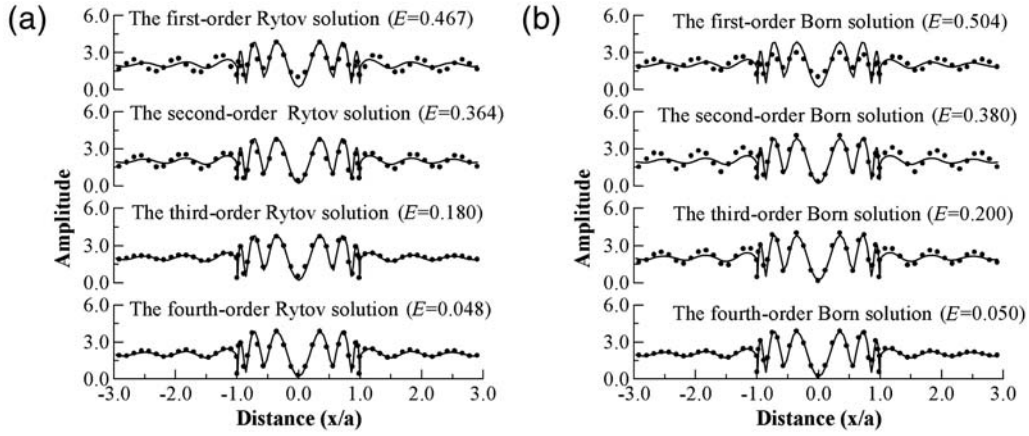 (a)
The first-order Rytov solution (E=0.467)
6.0
3.0
0.0
The second-order Rytov solution (E=0.364)
6.0
3.0
0.0
The third-order Rytov solution (E=0.180)
6.0
3.0
0.0
The fourth-order Rytov solution (E=0.048)
6.0
3.0
0.0
Amplitude
-3.0 -2.0 -1.0 0.0 1.0 2.0 3.0
Distance (x/a)
(b)
The first-order Born solution (E=0.504)
6.0
3.0
0.0
The second-order Born solution (E=0.380)
6.0
3.0
0.0
The third-order Born solution (E=0.200)
6.0
3.0
0.0
The fourth-order Born solution (E=0.050)
6.0
3.0
0.0
Amplitude
-3.0 -2.0 -1.0 0.0 1.0 2.0 3.0
Distance (x/a)